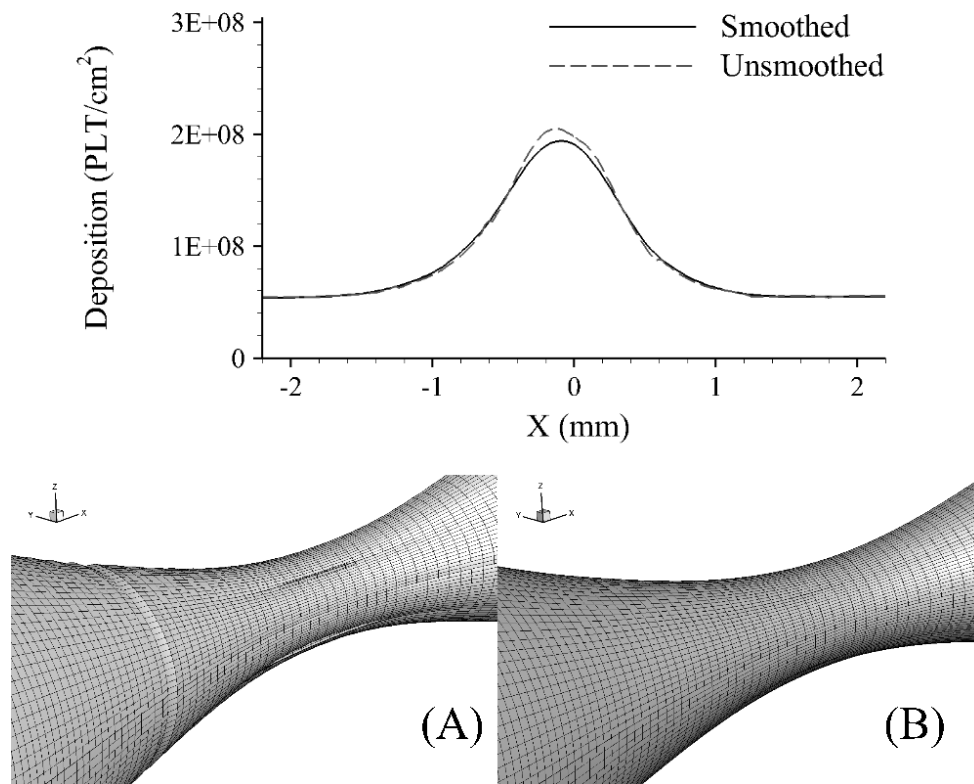 3E+08
2E+08
1E+08
0
Deposition (PLT/cm²)
Smoothed
Unsmoothed
-2 -1 0 1 2
X (mm)
Z
Y X
Z
Y X
(A)
(B)